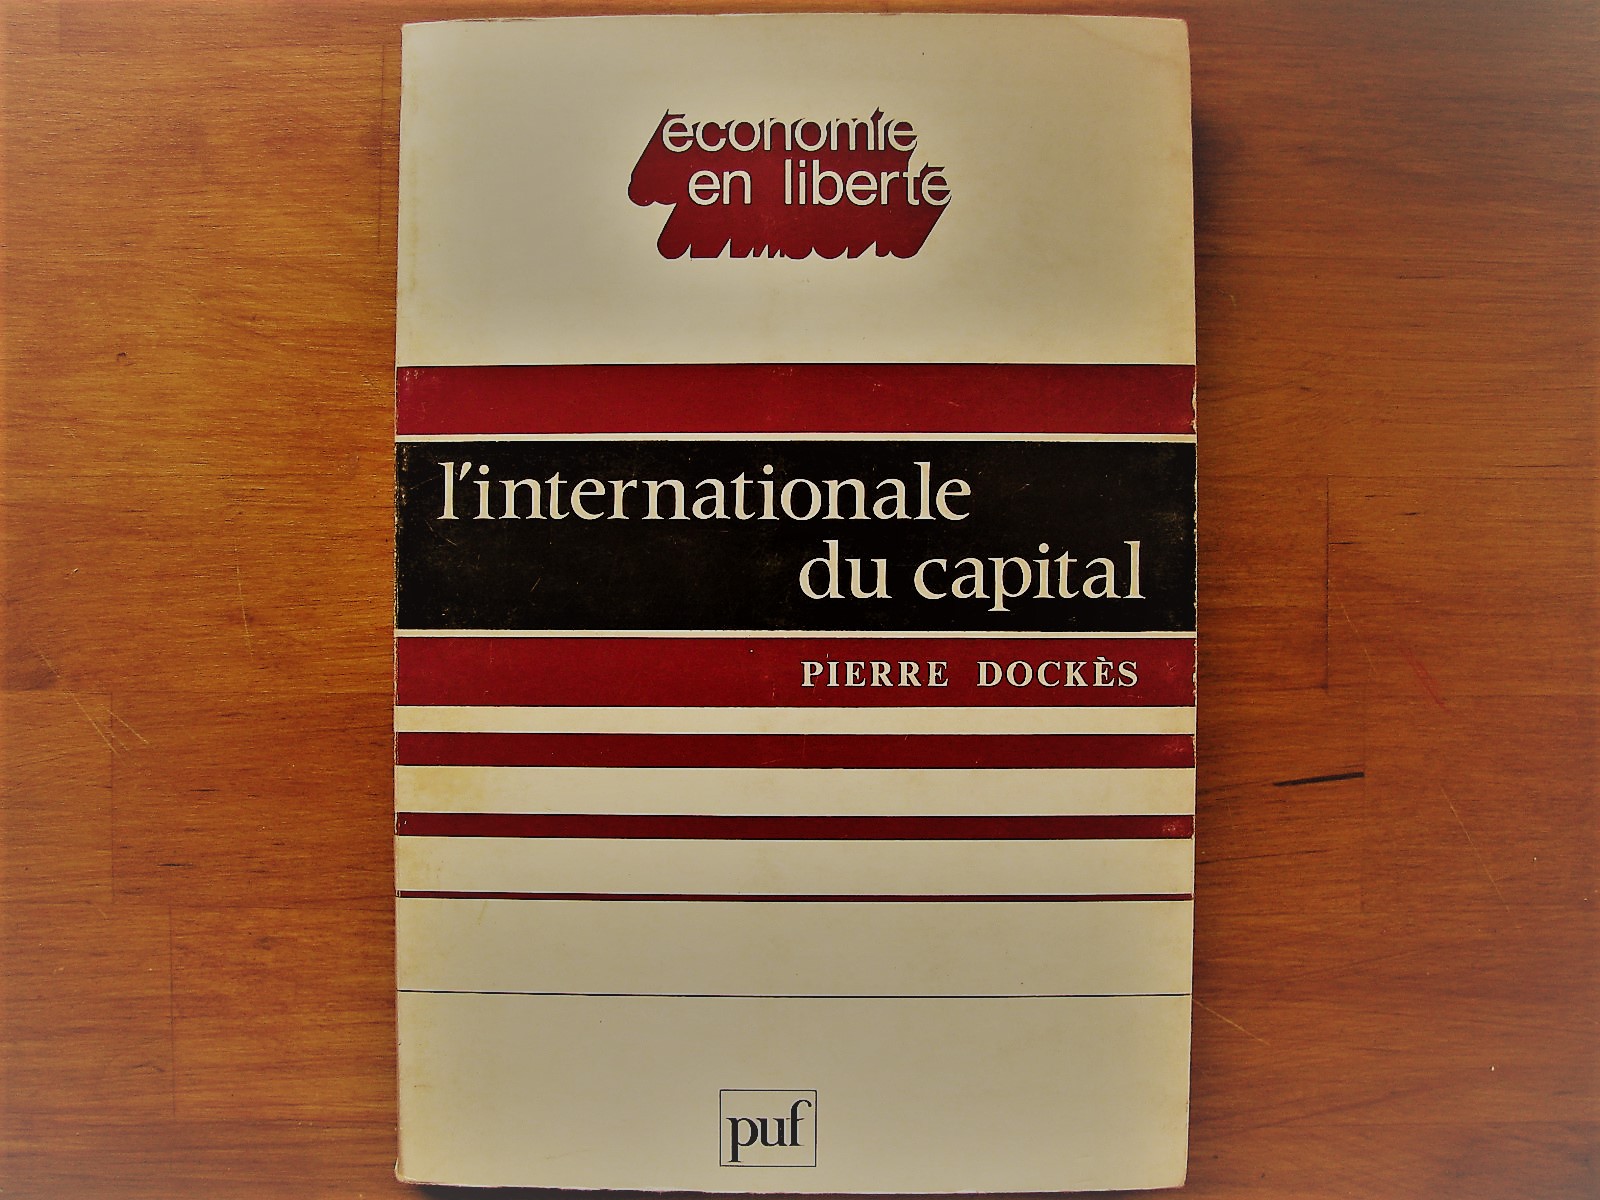 économie
en liberté
l'internationale
du capital
PIERRE DOCKÈS
puf